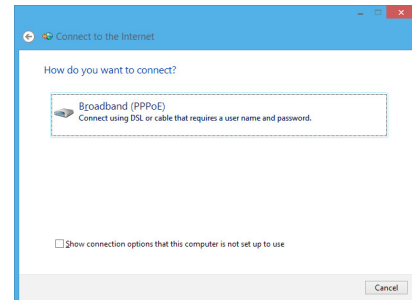 Connect to the Internet
How do you want to connect?
Broadband (PPPoE)
Connect using DSL or cable that requires a user name and password.
Show connection options that this computer is not set up to use
Cancel